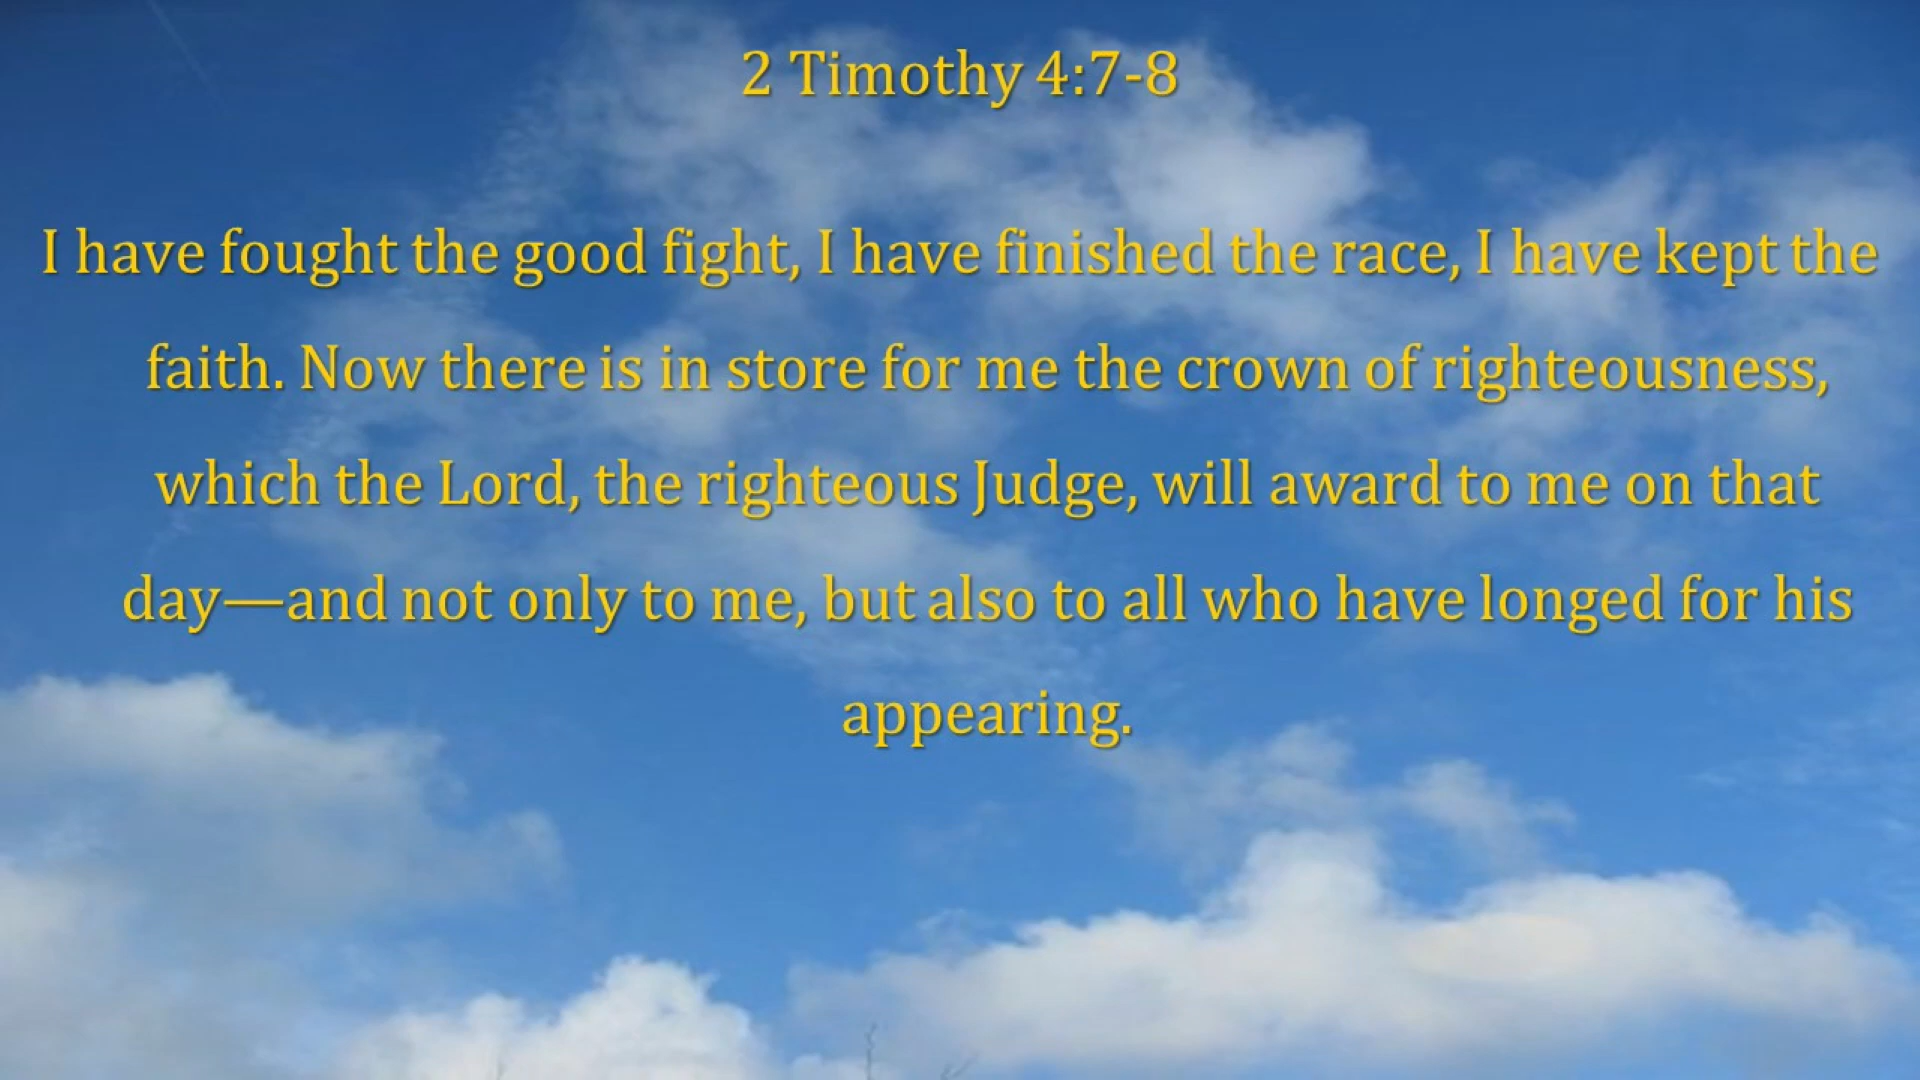 2 Timothy 4:7-8
I have fought the good fight, I have finished the race, I have kept the
faith. Now there is in store for me the crown of righteousness,
which the Lord, the righteous Judge, will award to me on that
day—and not only to me, but also to all who have longed for his
appearing.